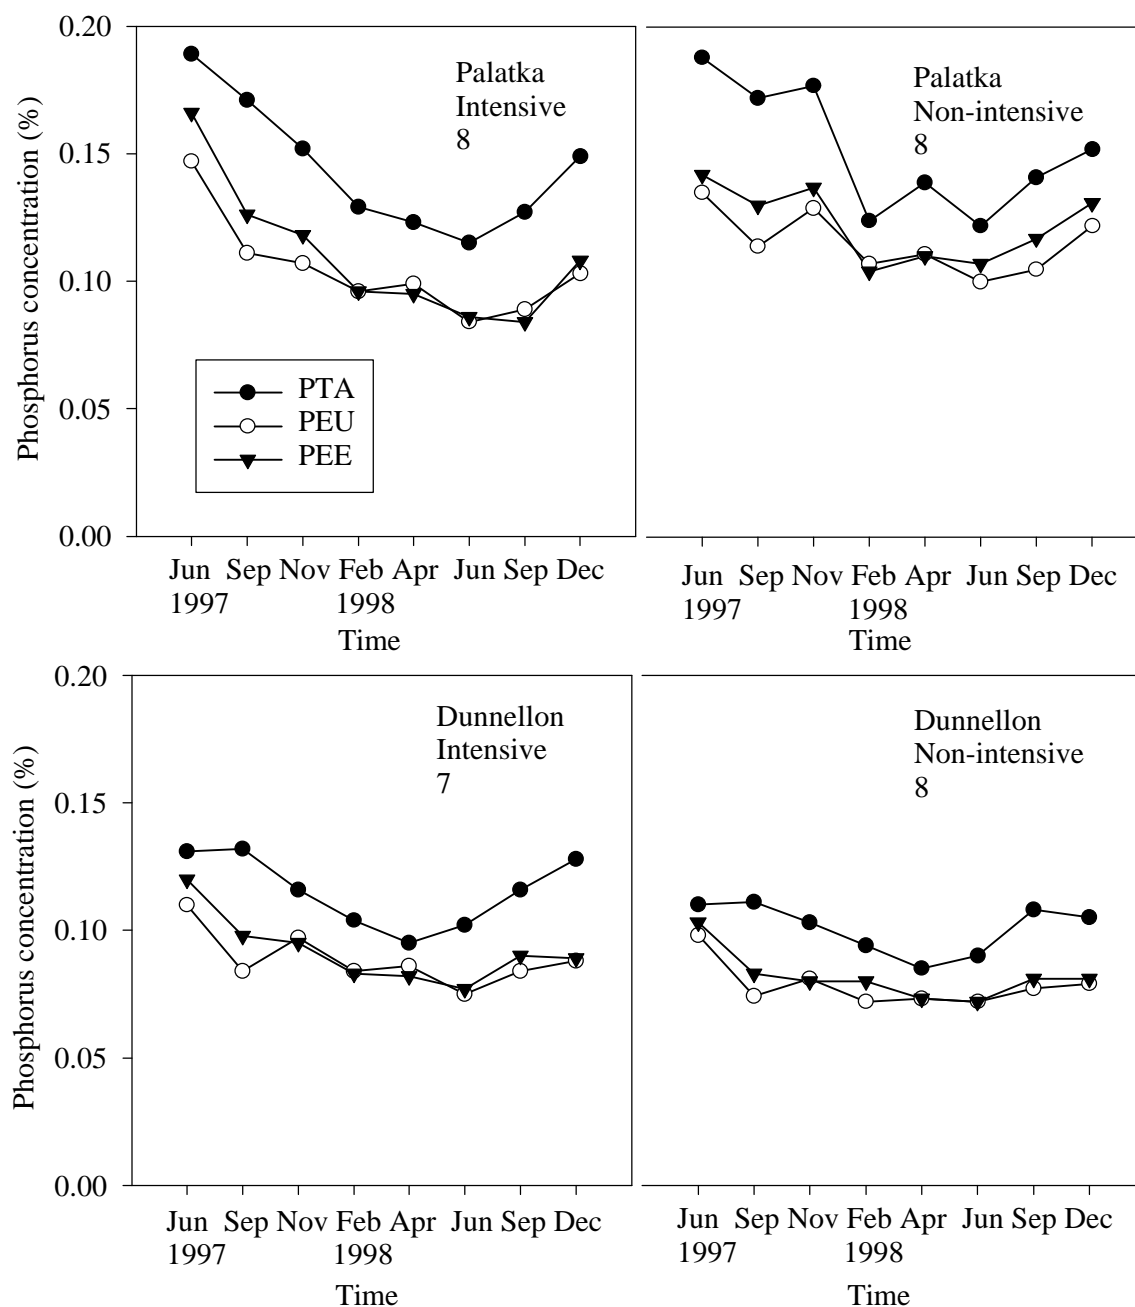 Phosphorus concentration (%)
0.20
0.15
0.10
0.05
0.00
Palatka
Intensive
8
PTA
PEU
PEE
Jun Sep Nov Feb Apr Jun Sep Dec
1997 1998
Time
Palatka
Non-intensive
8
Jun Sep Nov Feb Apr Jun Sep Dec
1997 1998
Time
Phosphorus concentration (%)
0.20
0.15
0.10
0.05
0.00
Dunnellon
Intensive
7
Jun Sep Nov Feb Apr Jun Sep Dec
1997 1998
Time
Dunnellon
Non-intensive
8
Jun Sep Nov Feb Apr Jun Sep Dec
1997 1998
Time